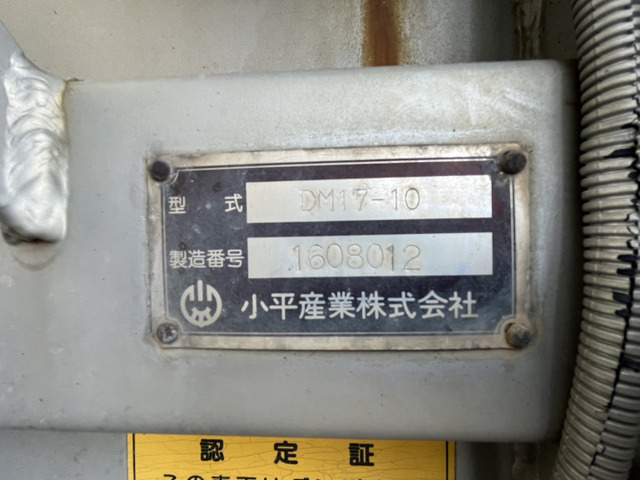 型 式 DM17-10
製造番号 1608012
小平産業株式会社
認定証